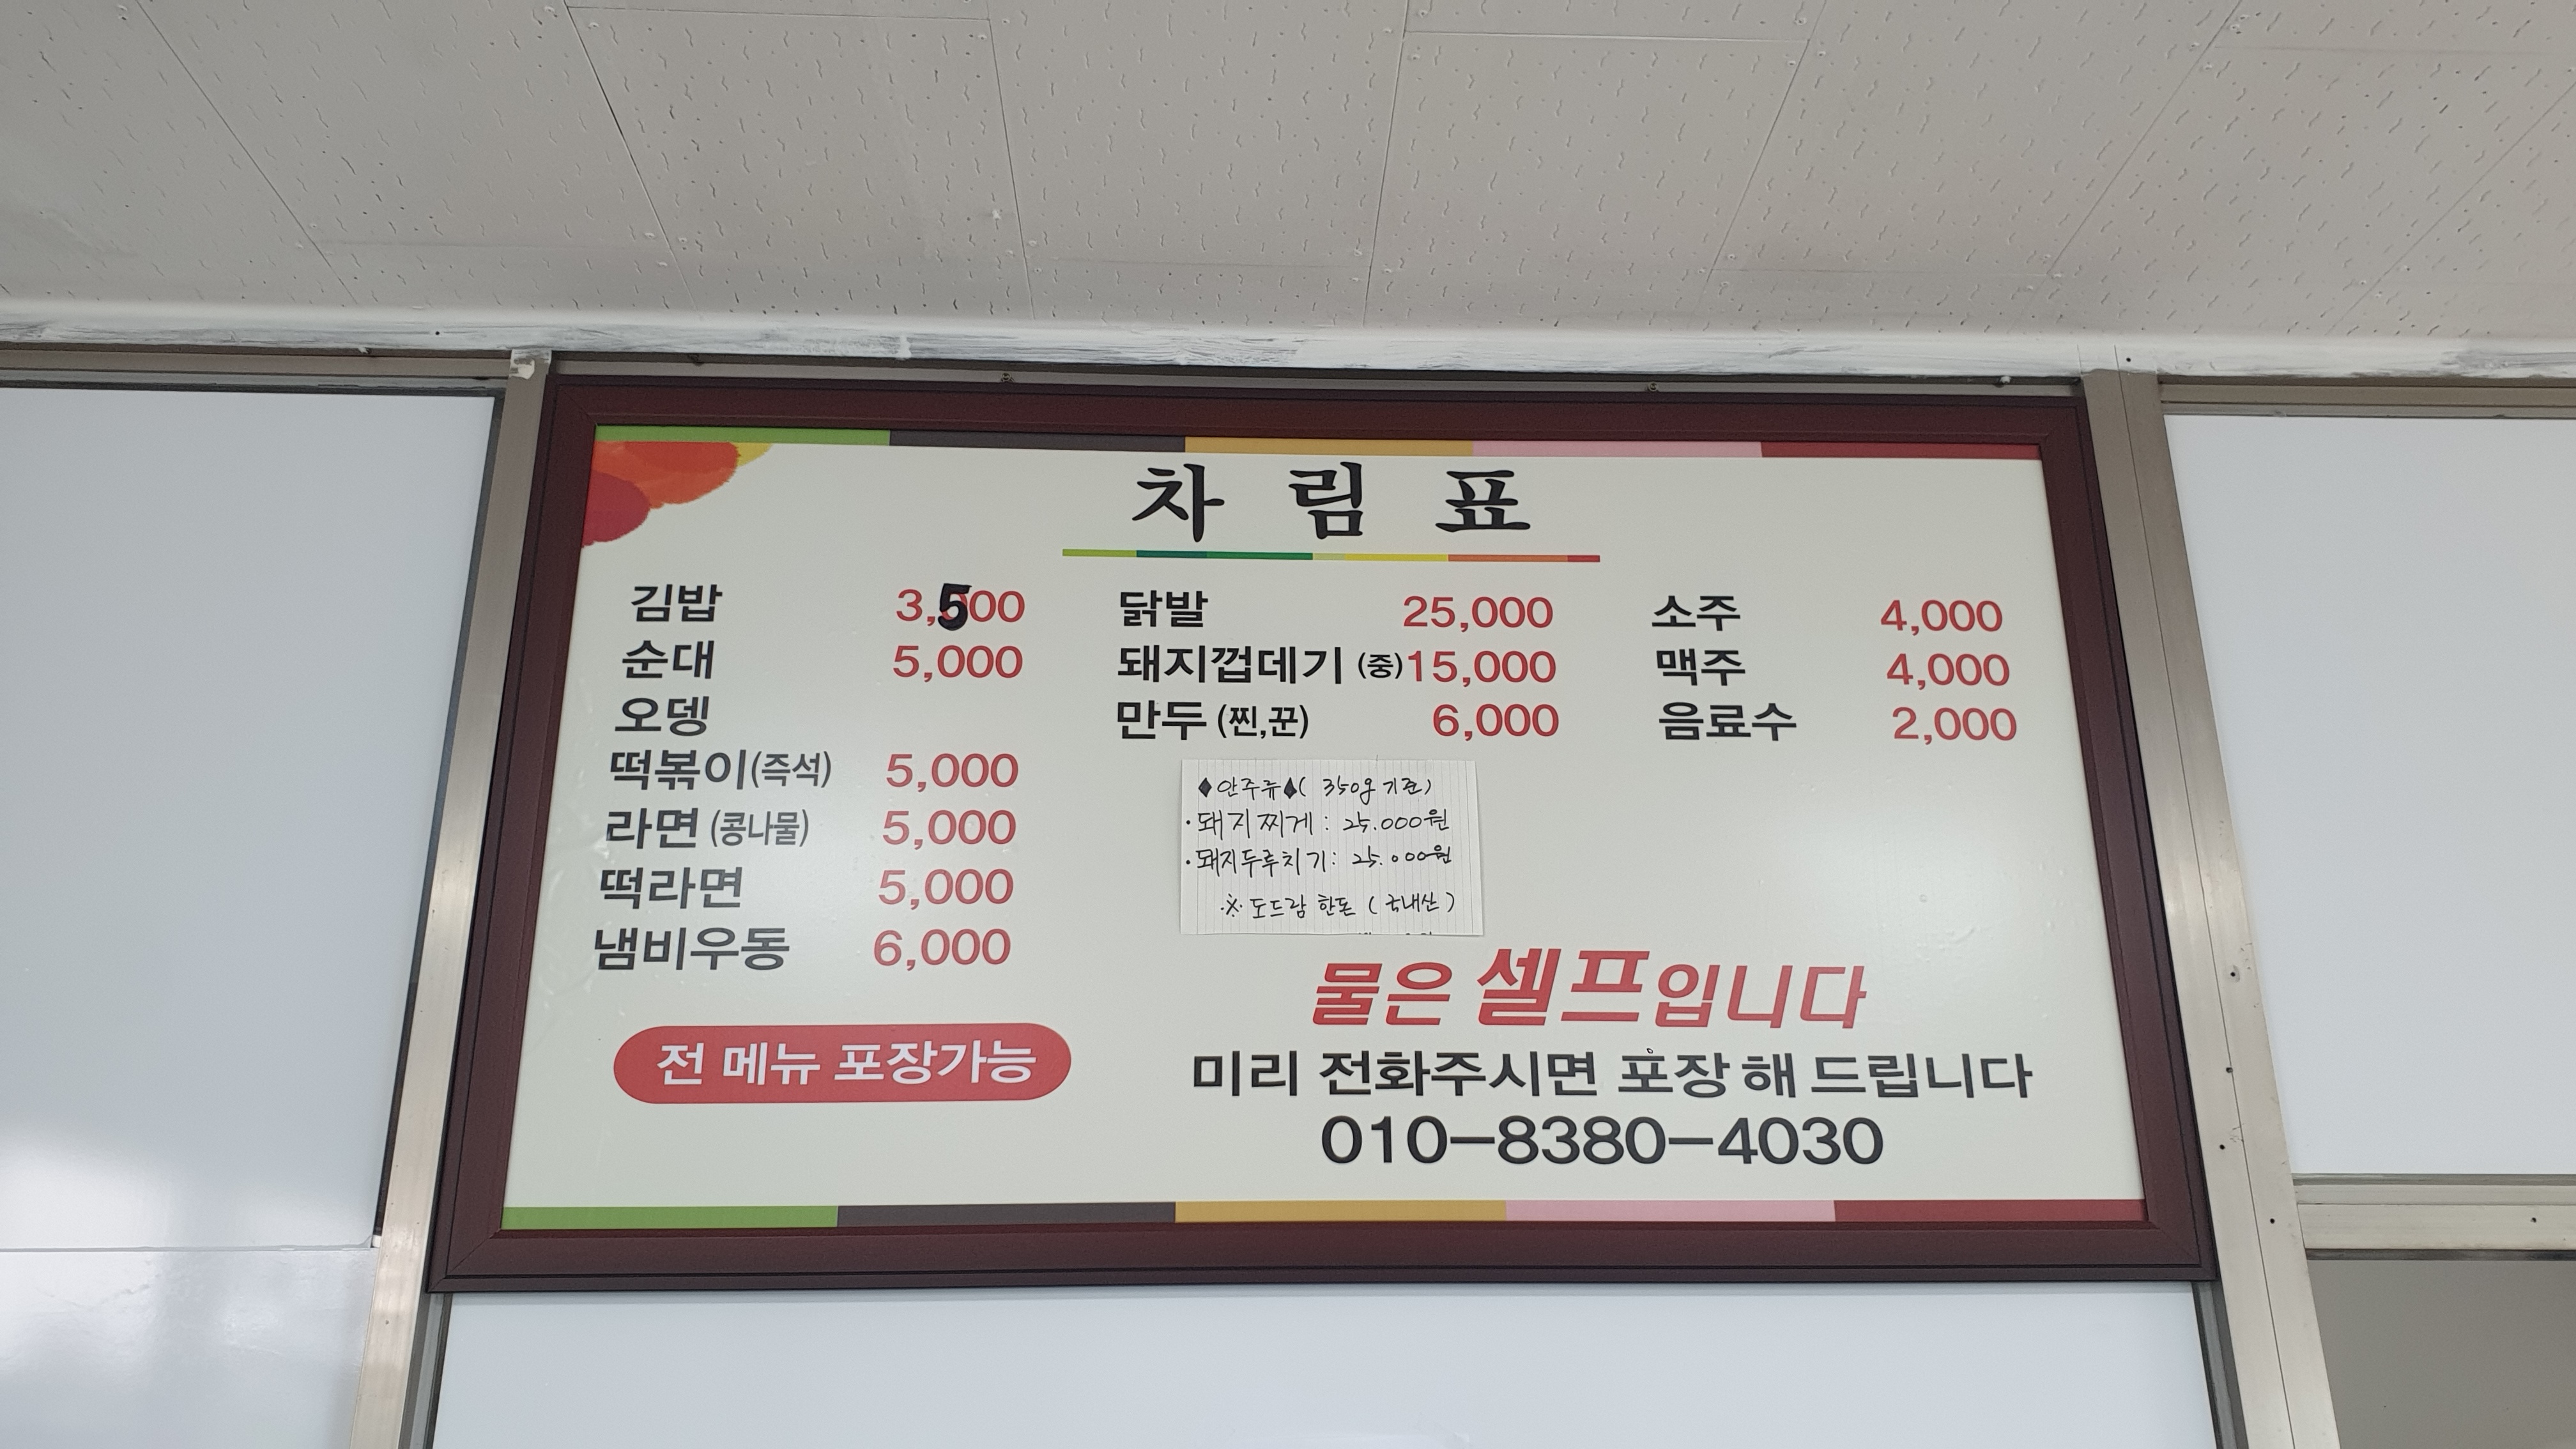 차림표
김밥 3,500
순대 5,000
오뎅
떡볶이(즉석) 5,000
라면 (콩나물) 5,000
떡라면 5,000
냄비우동 6,000
전 메뉴 포장가능
닭발 25,000
돼지껍데기 (중) 15,000
만두 (찐,꾼) 6,000
소주 4,000
맥주 4,000
음료수 2,000
♦안주류♦( 350g 기준)
·돼지찌게 : 25.000원
·돼지두루치기 : 25.000원
※ 도드람 한돈 (국내산)
물은 셀프입니다
미리 전화주시면 포장 해 드립니다
010-8380-4030